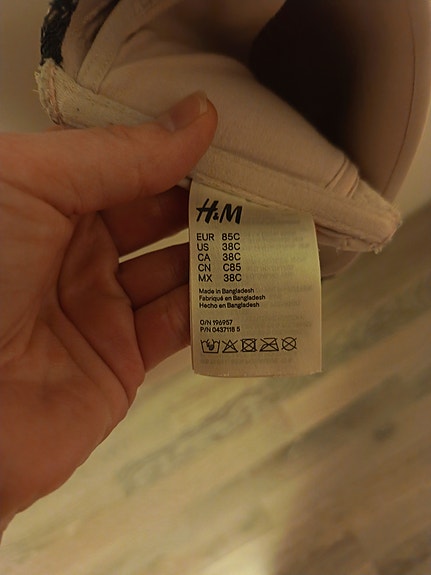 H&M
EUR 85C
US 38C
CA 38C
CN C85
MX 38C
Made in Bangladesh
Fabriqué en Bangladesh
Hecho en Bangladesh
O/N 196957
P/N 0437118 5